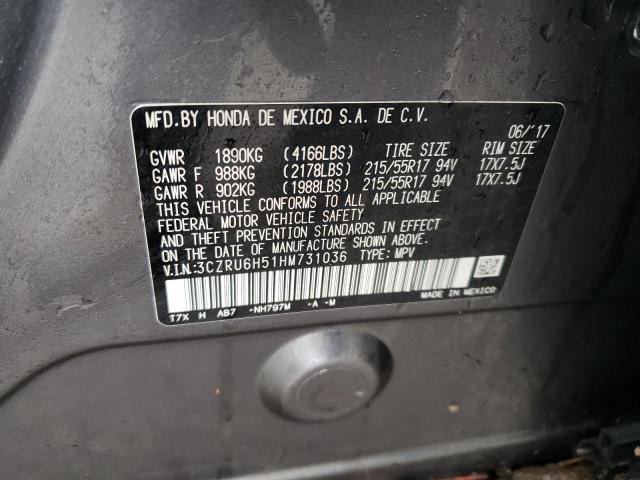 MFD.BY HONDA DE MEXICO S.A. DE C.V. 06/'17
GVWR 1890KG (4166LBS) TIRE SIZE RIM SIZE
GAWR F 988KG (2178LBS) 215/55R17 94V 17X7.5J
GAWR R 902KG (1988LBS) 215/55R17 94V 17X7.5J
THIS VEHICLE CONFORMS TO ALL APPLICABLE
FEDERAL MOTOR VEHICLE SAFETY
AND THEFT PREVENTION STANDARDS IN EFFECT
ON THE DATE OF MANUFACTURE SHOWN ABOVE.
V.I.N.:3CZRU6H51HM731036 TYPE: MPV
T7X H AB7 -NH797M -A -M MADE IN MEXICO